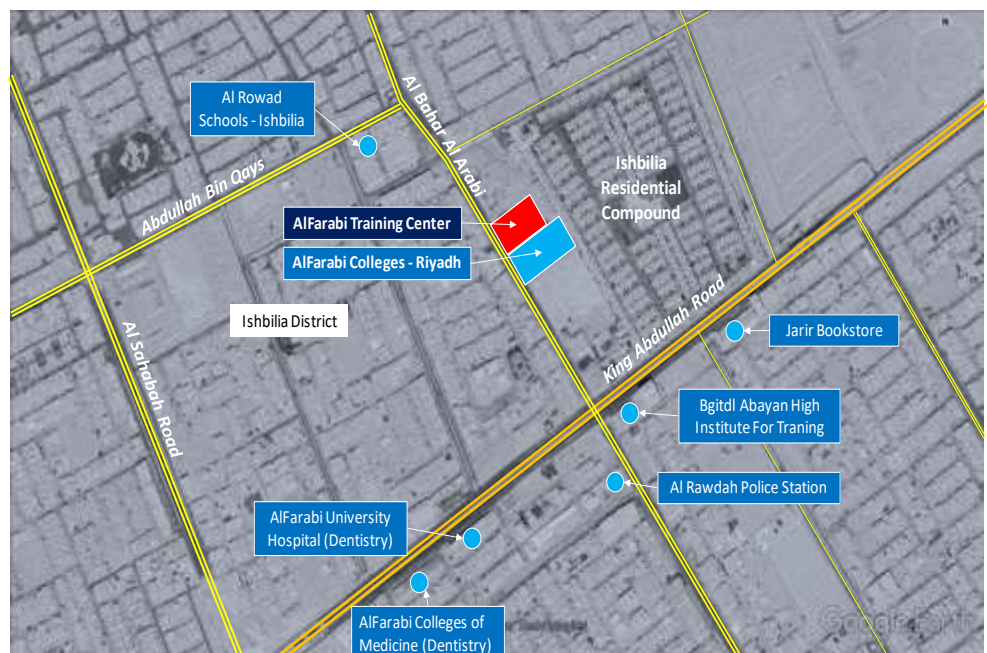 Al Rowad
Schools - Ishbilia
Al Bahar Al Arabi
Abdullah Bin Qays
Ishbilia
Residential
Compound
AlFarabi Training Center
AlFarabi Colleges - Riyadh
Ishbilia District
Al Sahabah Road
King Abdullah Road
Jarir Bookstore
Bgitdl Abayan High
Institute For Traning
Al Rawdah Police Station
AlFarabi University
Hospital (Dentistry)
AlFarabi Colleges of
Medicine (Dentistry)
Google Earth